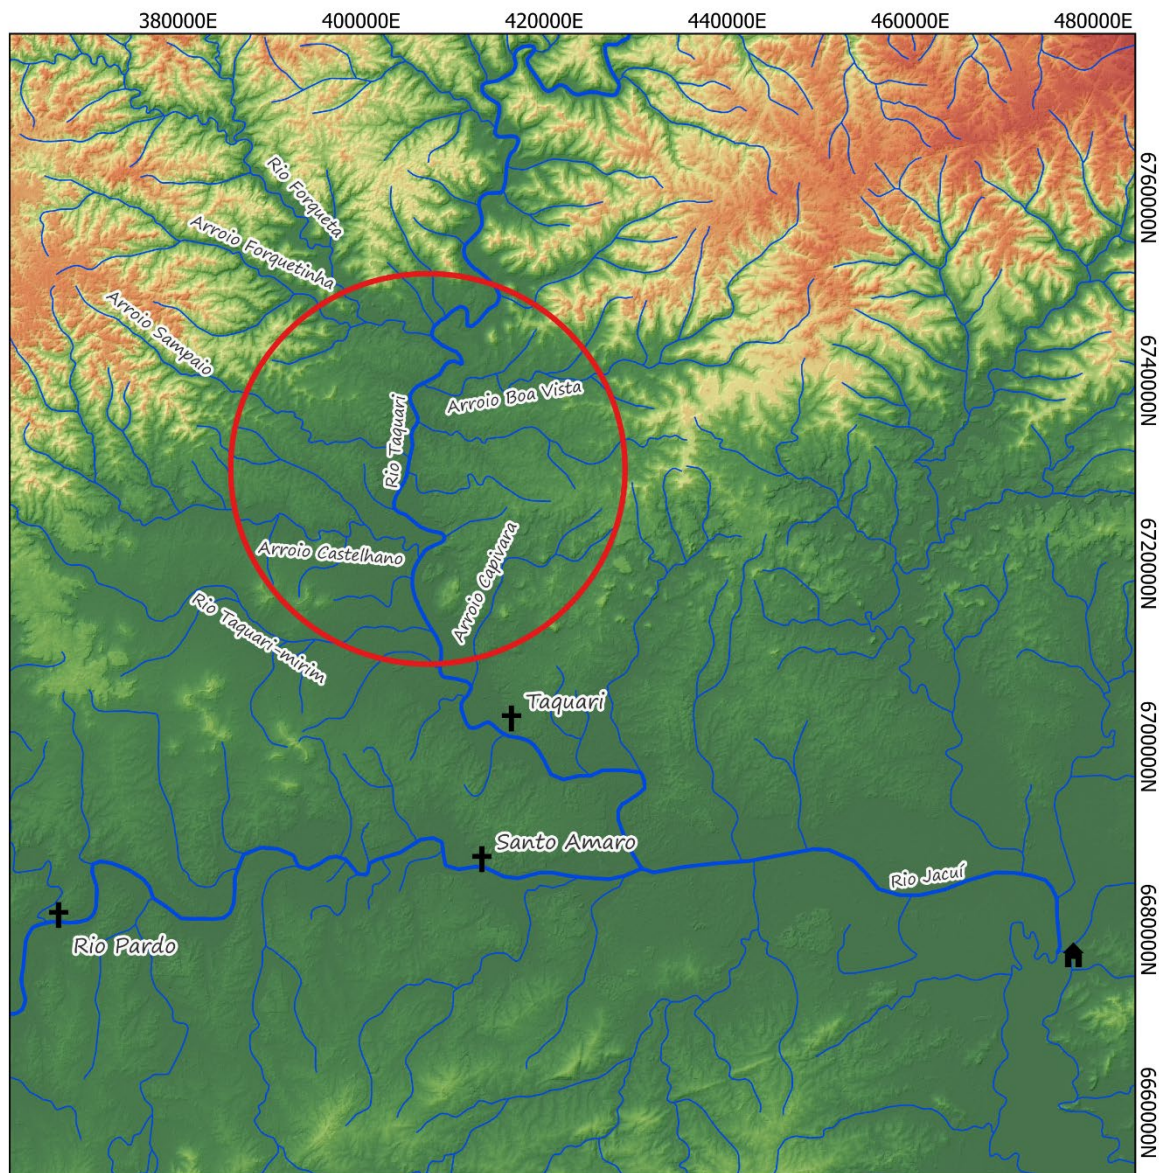 380000E
400000E
420000E
440000E
460000E
480000E
6760000N
6740000N
6720000N
6700000N
6680000N
6660000N
Rio Forqueta
Arroio Forquetinha
Arroio Sampaio
Rio Taquari
Arroio Boa Vista
Arroio Castelhano
Arroio Capivara
Rio Taquari-mirim
Taquari
Santo Amaro
Rio Jacuí
Rio Pardo